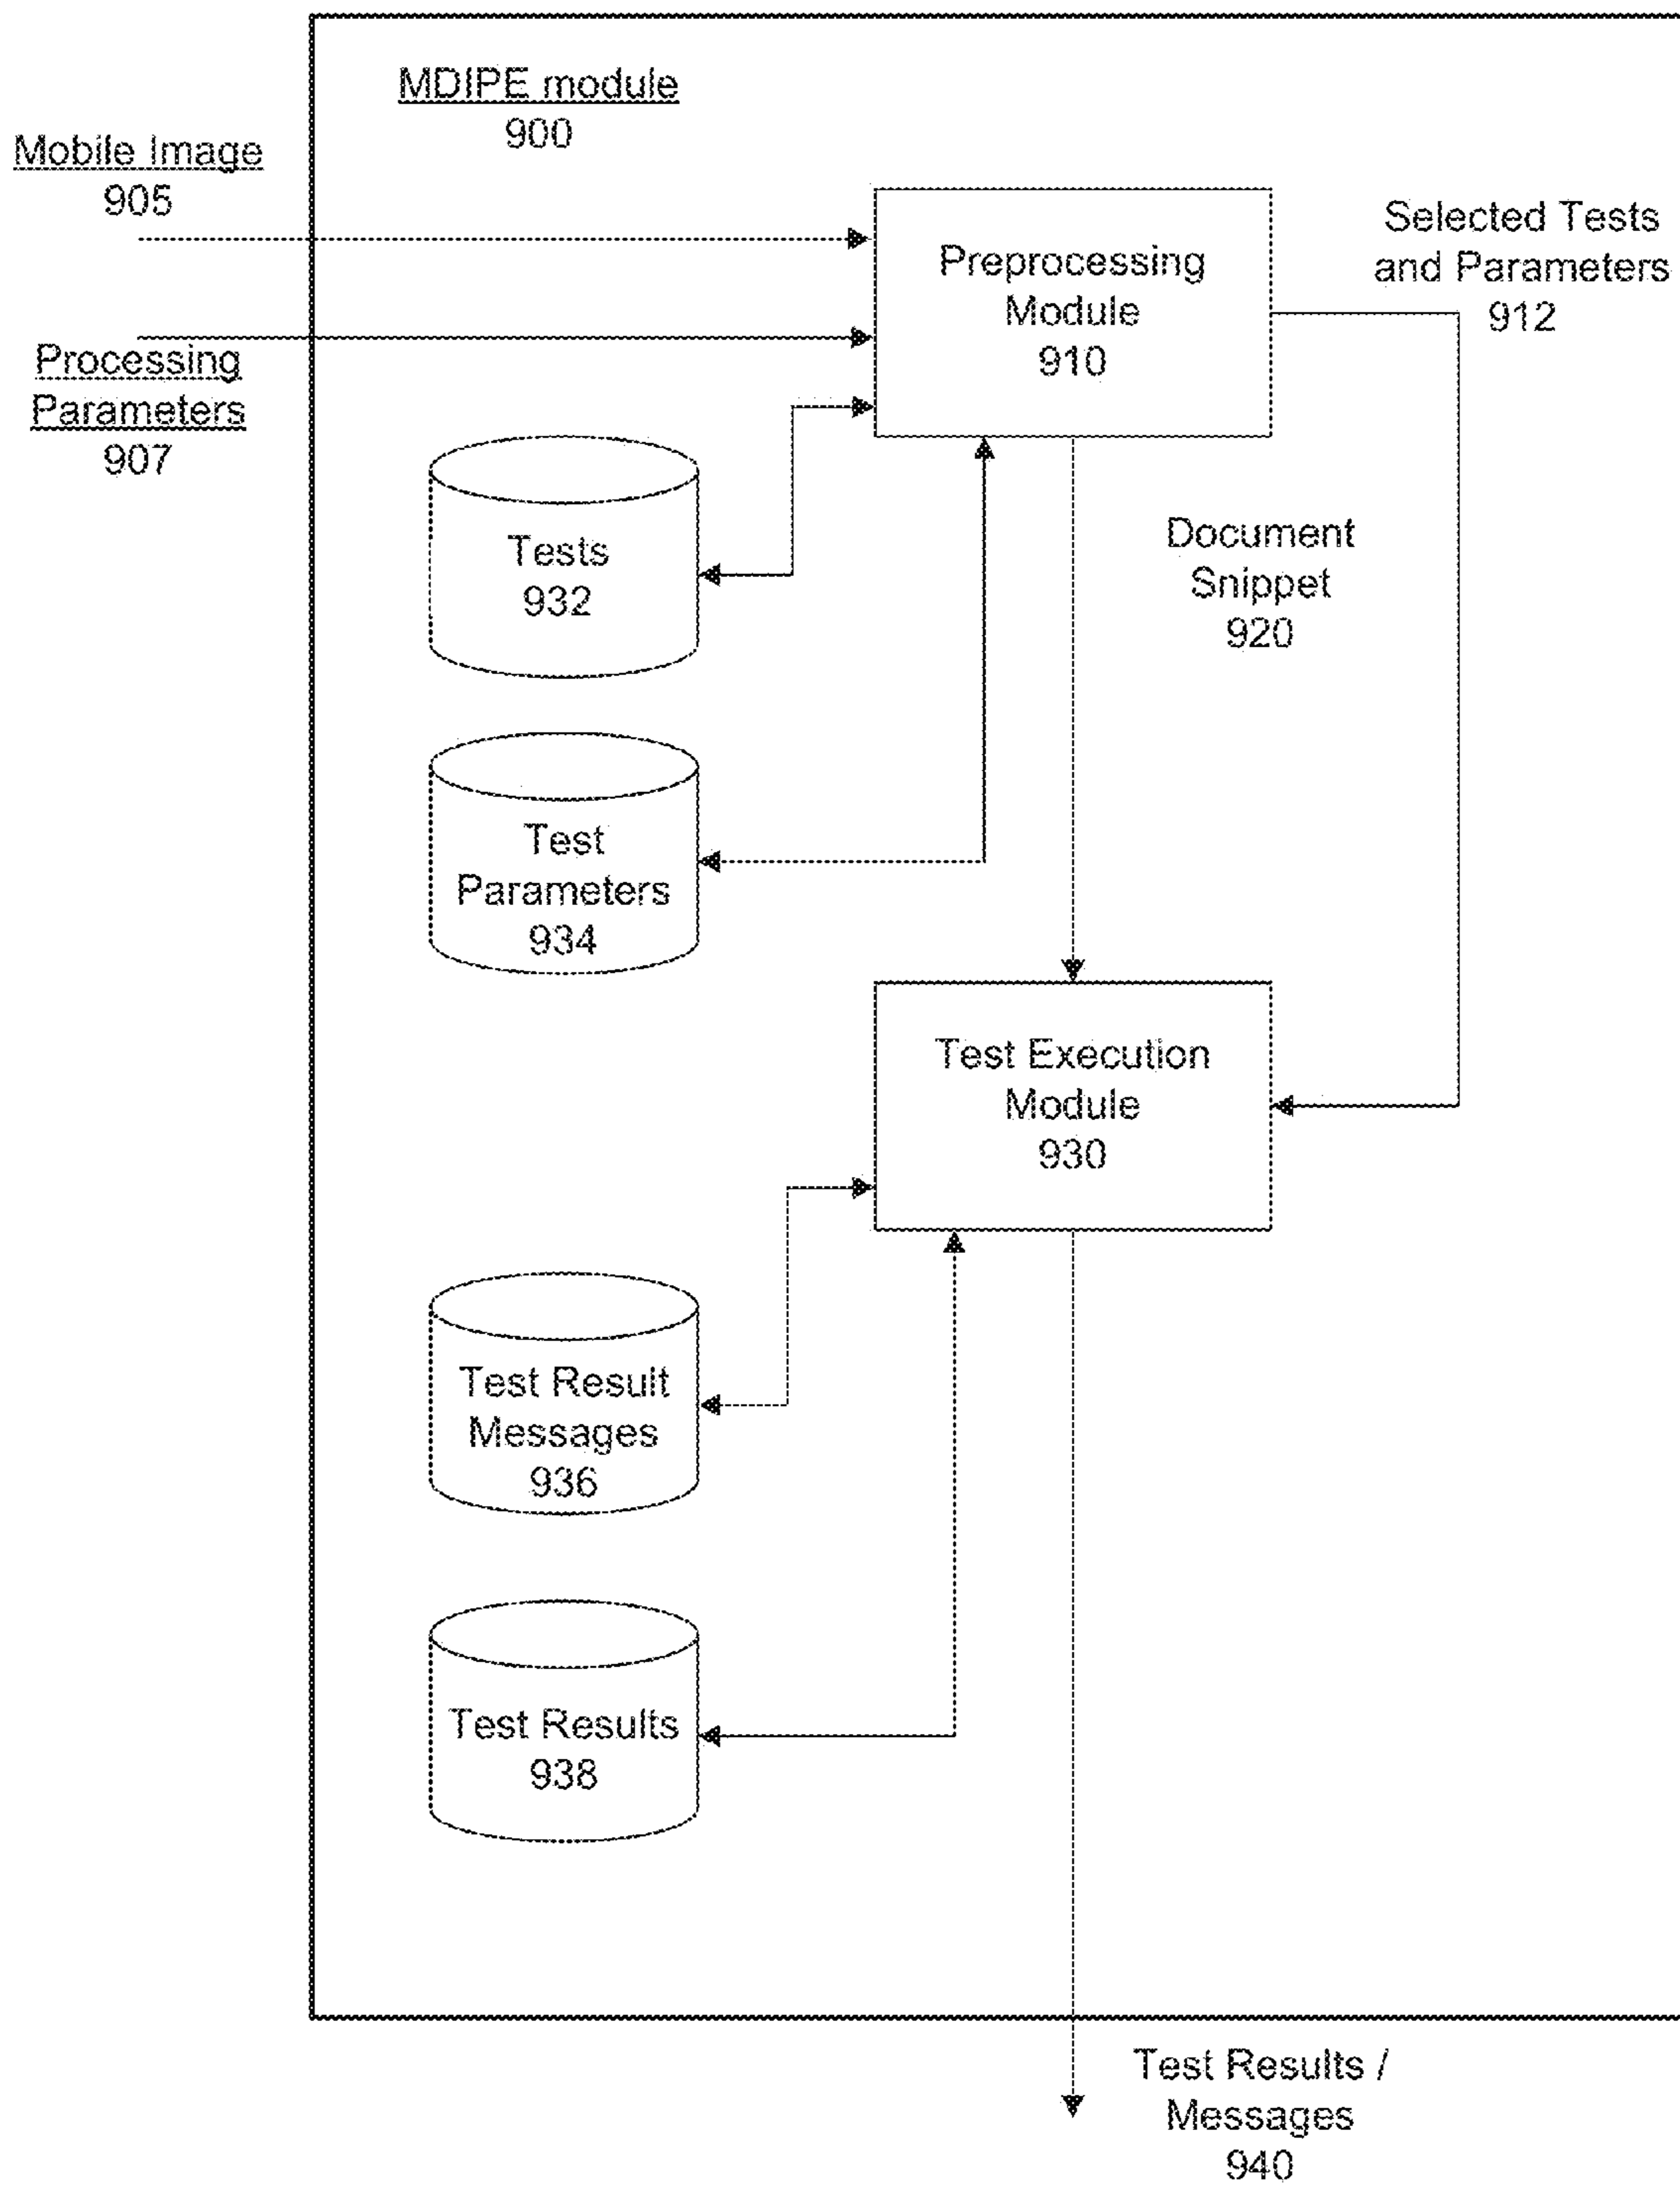 MDIPE module
900
Mobile Image
905
Processing
Parameters
907
Preprocessing
Module
910
Selected Tests
and Parameters
912
Tests
932
Document
Snippet
920
Test
Parameters
934
Test Execution
Module
930
Test Result
Messages
936
Test Results
938
Test Results /
Messages
940